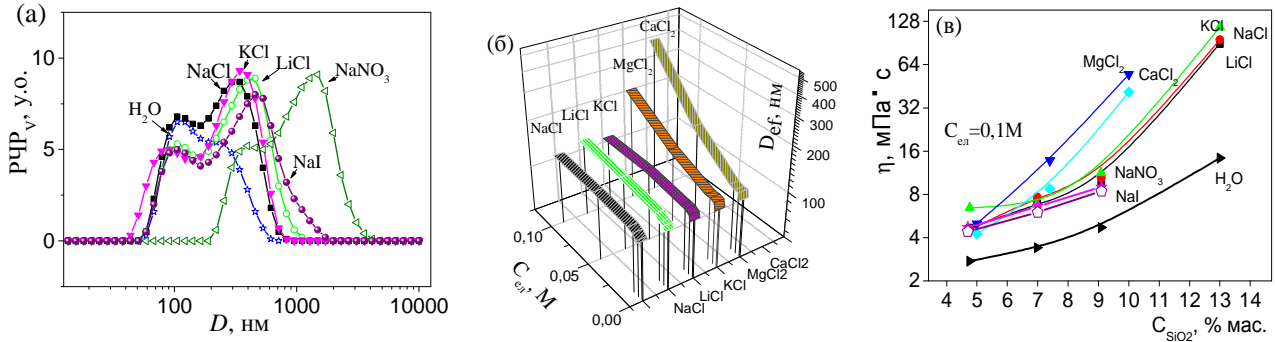 (а)
РЧР_V, у.о.
10
5
0
100
1000
10000
D, нм
H₂O
NaCl
KCl
LiCl
NaNO₃
NaI
(б)
CaCl₂
MgCl₂
KCl
LiCl
NaCl
500
400
300
200
100
D_ef, нм
0,10
0,05
0,00
C_ел, М
CaCl2
MgCl2
KCl
LiCl
NaCl
(в)
η, мПа·с
128
64
32
16
8
4
2
KCl
NaCl
LiCl
MgCl₂
CaCl₂
C_ел=0,1М
NaNO₃
NaI
H₂O
4 5 6 7 8 9 10 11 12 13 14
C_SiO2, % мас.